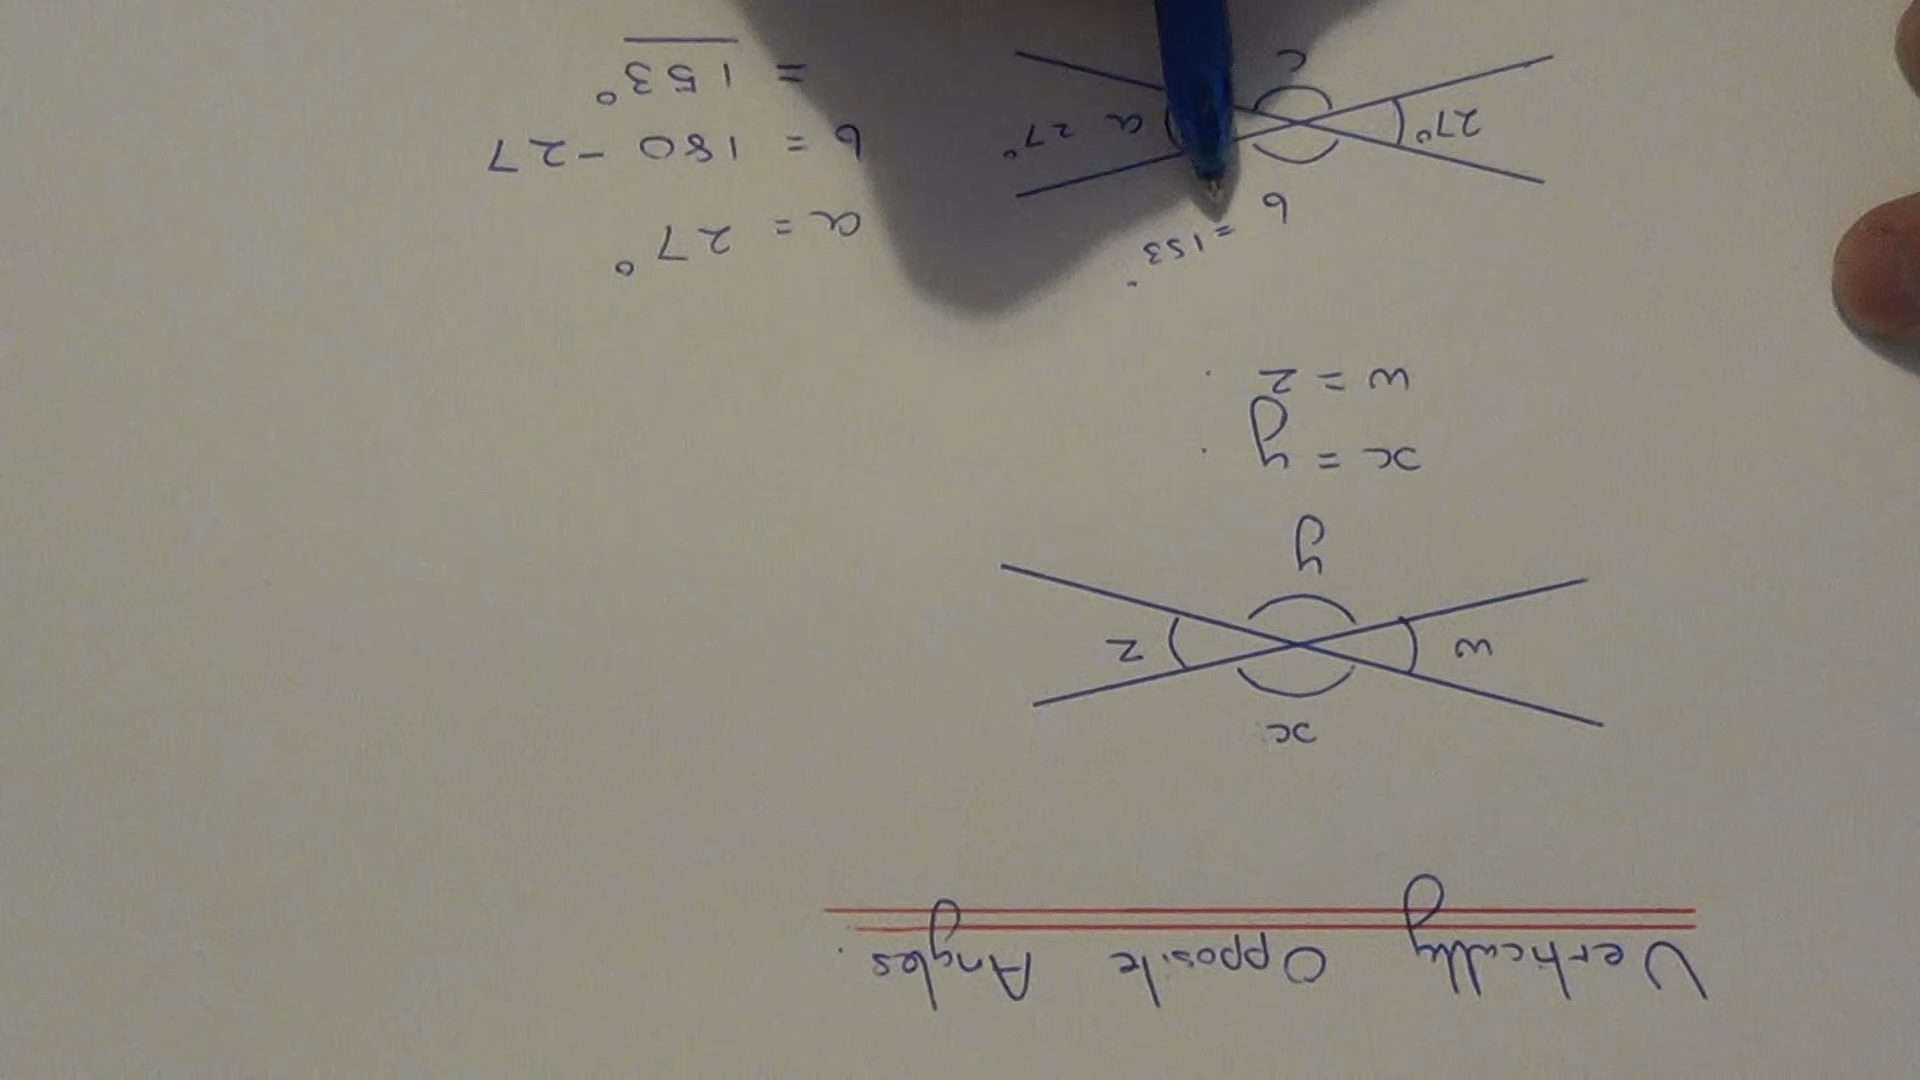 Vertically Opposite Angles.
x
w z
y
x = y .
w = z .
b = 153°
27° a 27°
c
a = 27°
b = 180 - 27
= 153°